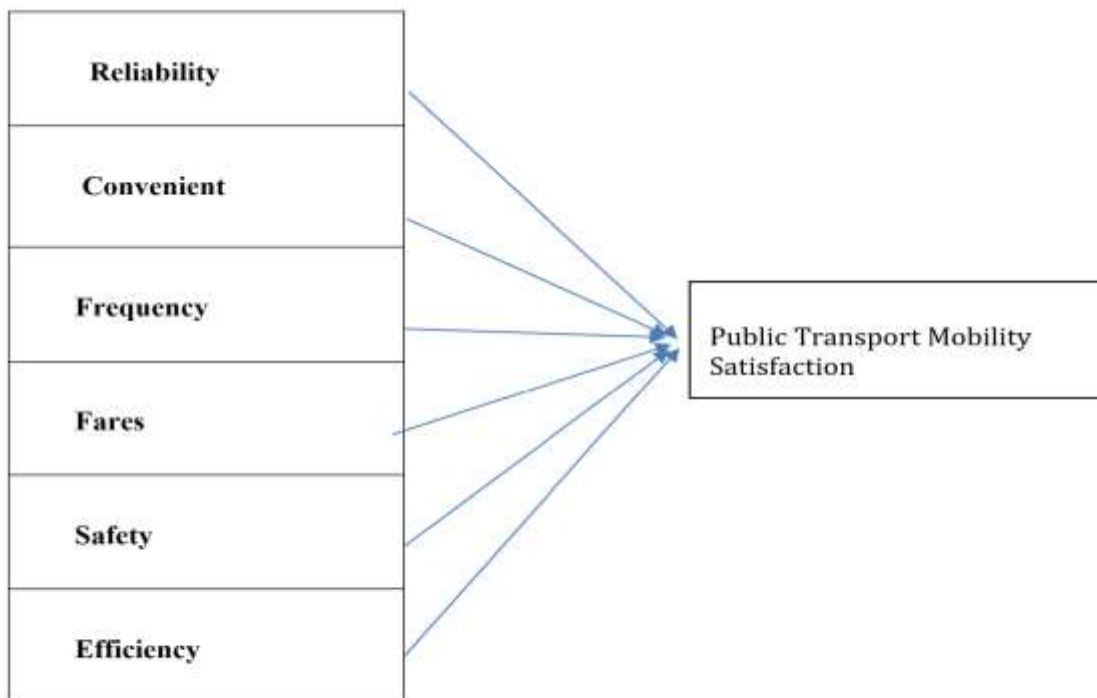 Reliability
Convenient
Frequency
Public Transport Mobility
Satisfaction
Fares
Safety
Efficiency